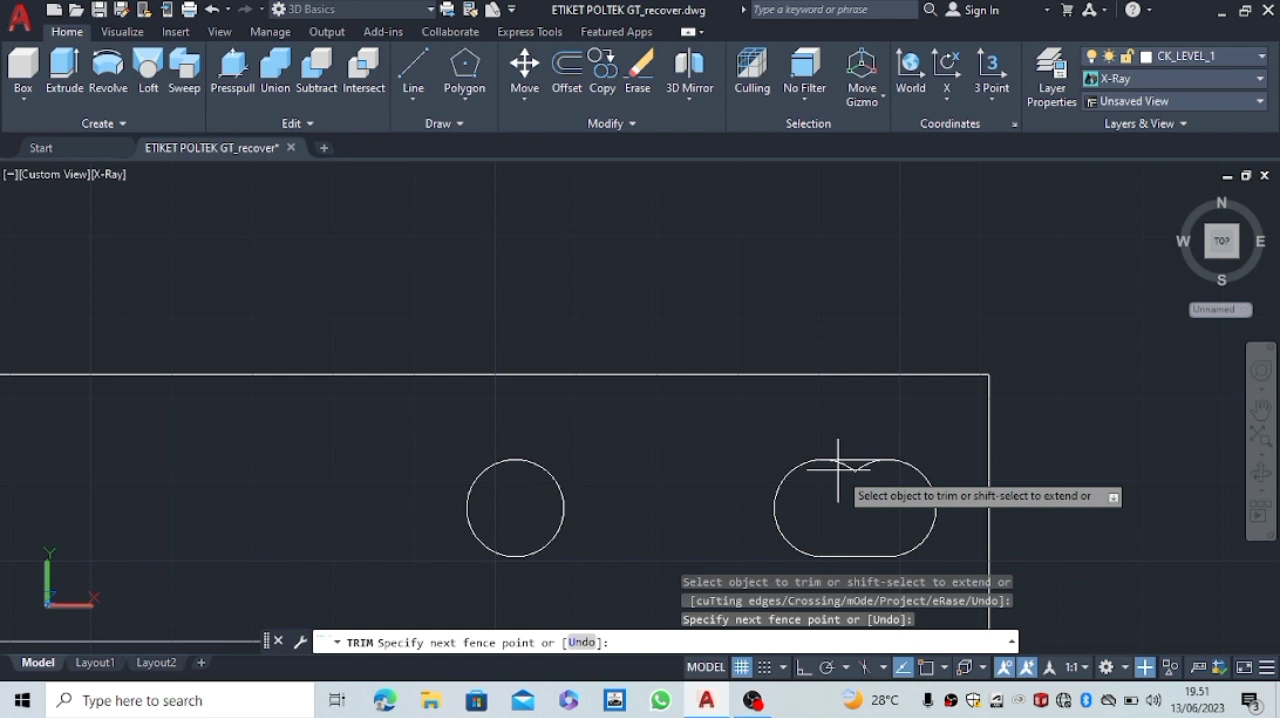 3D Basics ETIKET POLTEK GT_recover.dwg Type a keyword or phrase Sign In
Home Visualize Insert View Manage Output Add-ins Collaborate Express Tools Featured Apps
Box Extrude Revolve Loft Sweep Presspull Union Subtract Intersect Line Polygon Move Offset Copy Erase 3D Mirror Culling No Filter Move Gizmo World X 3 Point Layer Properties CK_LEVEL_1
X-Ray
Unsaved View
Create Edit Draw Modify Selection Coordinates Layers & View
Start ETIKET POLTEK GT_recover*
[−][Custom View][X-Ray]
N
W TOP E
S
Unnamed
Select object to trim or shift-select to extend or
Y
X
Select object to trim or shift-select to extend or
[cuTting edges/Crossing/mOde/Project/eRase/Undo]:
Specify next fence point or [Undo]:
TRIM Specify next fence point or [Undo]:
Model Layout1 Layout2 + MODEL 1:1
Type here to search 28°C 19.51
13/06/2023 3